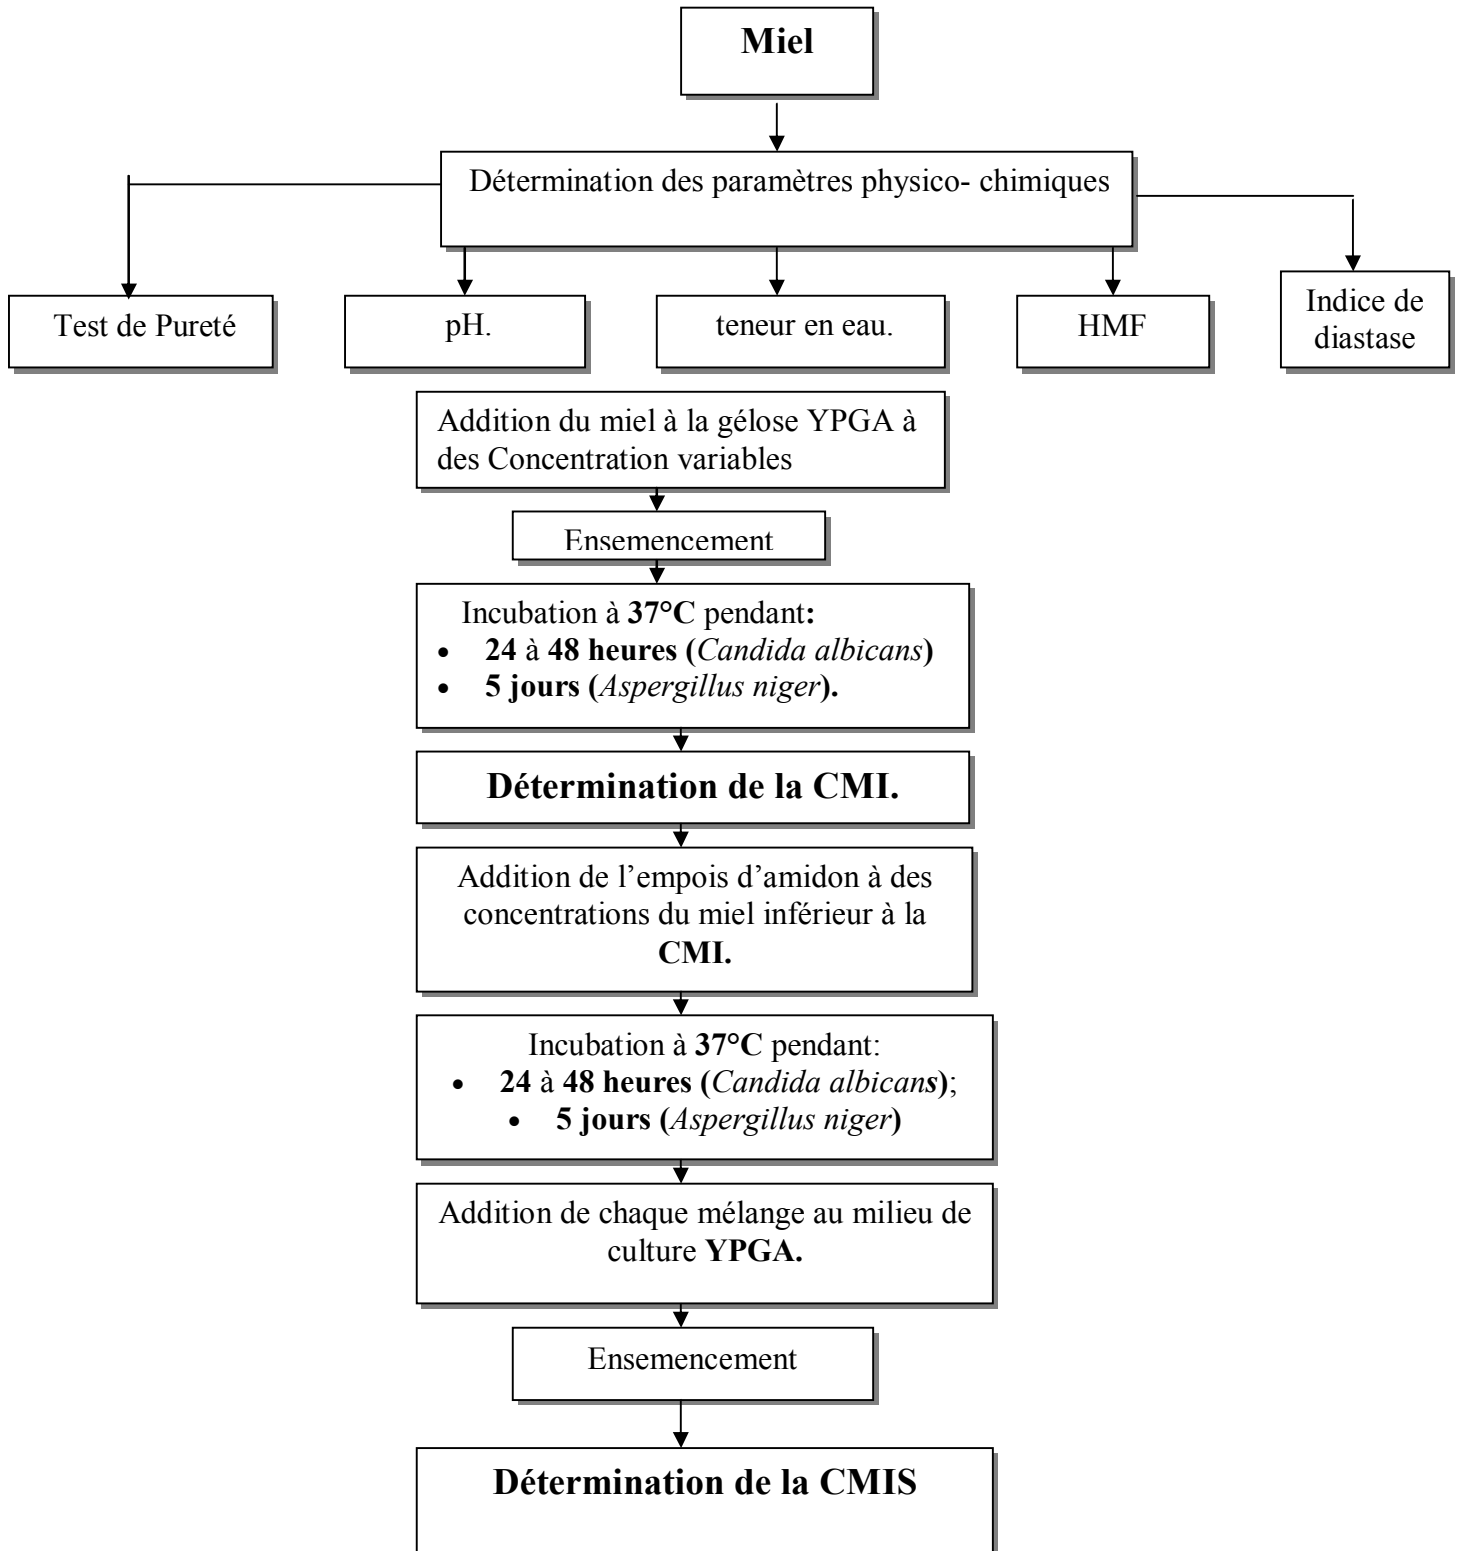 Miel
Détermination des paramètres physico- chimiques
Test de Pureté
pH.
teneur en eau.
HMF
Indice de
diastase
Addition du miel à la gélose YPGA à
des Concentration variables
Ensemencement
Incubation à 37°C pendant:
• 24 à 48 heures (Candida albicans)
• 5 jours (Aspergillus niger).
Détermination de la CMI.
Addition de l’empois d’amidon à des
concentrations du miel inférieur à la
CMI.
Incubation à 37°C pendant:
• 24 à 48 heures (Candida albicans);
• 5 jours (Aspergillus niger)
Addition de chaque mélange au milieu de
culture YPGA.
Ensemencement
Détermination de la CMIS